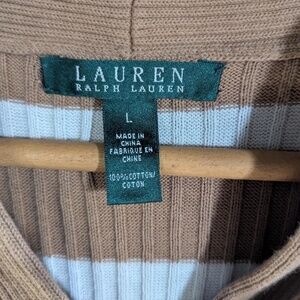 LAUREN
RALPH LAUREN
L
MADE IN
CHINA
FABRIQUÉ EN
CHINE
100% COTTON/
COTON